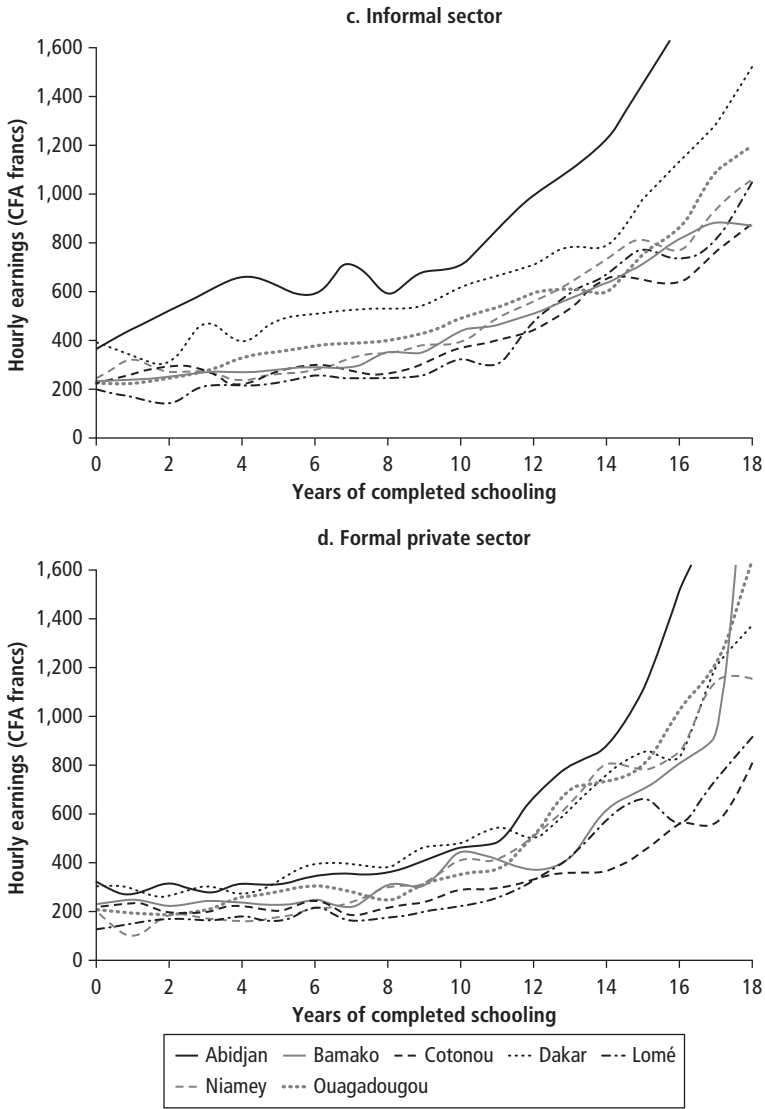 c. Informal sector
1,600
1,400
1,200
1,000
800
600
400
200
0
Hourly earnings (CFA francs)
0 2 4 6 8 10 12 14 16 18
Years of completed schooling
d. Formal private sector
1,600
1,400
1,200
1,000
800
600
400
200
0
Hourly earnings (CFA francs)
0 2 4 6 8 10 12 14 16 18
Years of completed schooling
Abidjan Bamako Cotonou Dakar Lomé
Niamey Ouagadougou